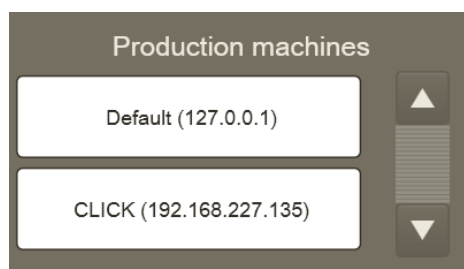 Production machines
Default (127.0.0.1)
CLICK (192.168.227.135)